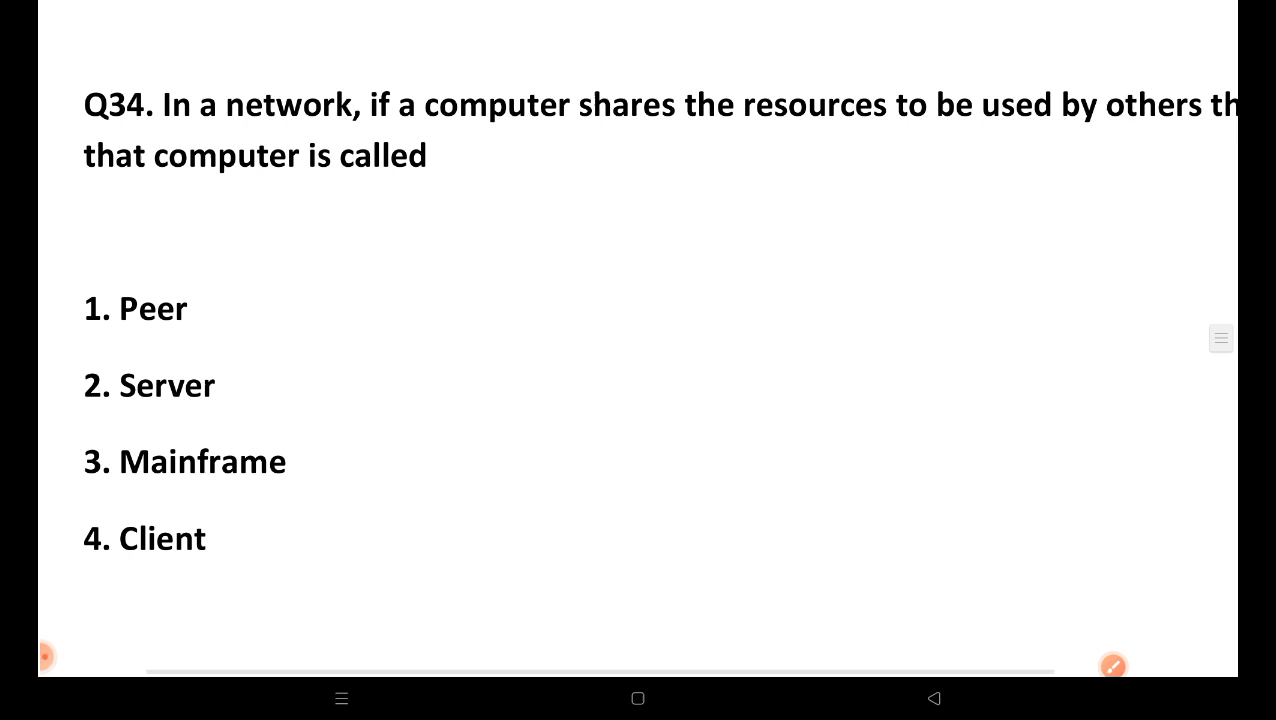 Q34. In a network, if a computer shares the resources to be used by others
that computer is called
1. Peer
2. Server
3. Mainframe
4. Client